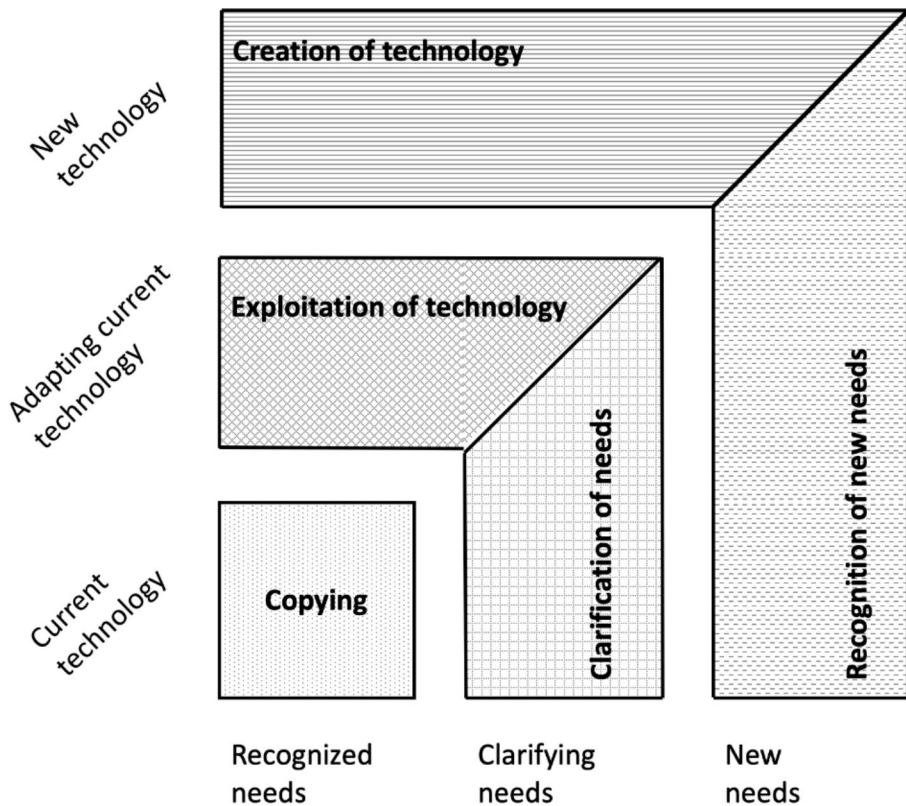 Creation of technology
New
technology
Exploitation of technology
Adapting current
technology
Clarification of needs
Recognition of new needs
Copying
Current
technology
Recognized
needs
Clarifying
needs
New
needs